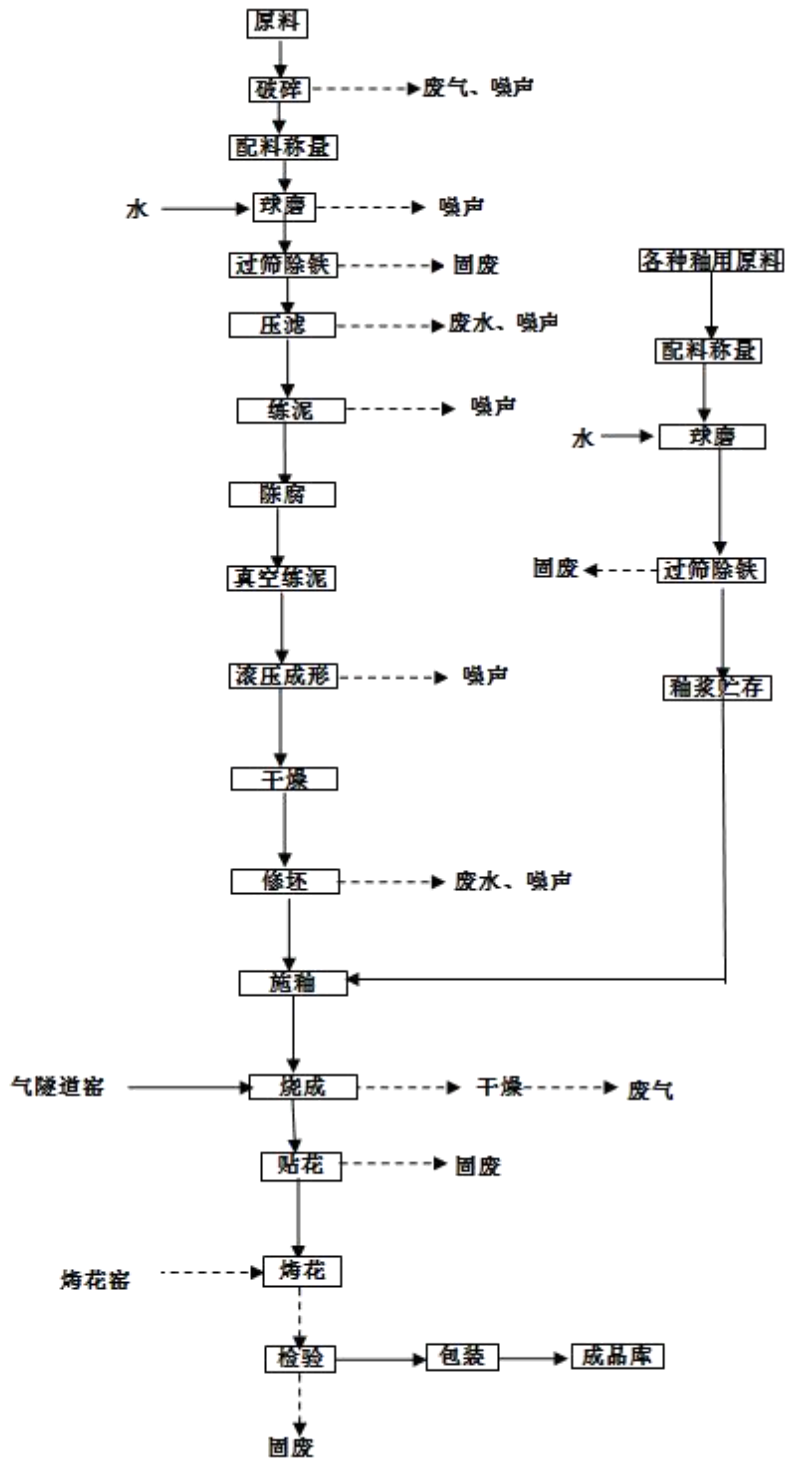 原料
破碎
废气、噪声
配料称量
水
球磨
噪声
过筛除铁
固废
各种釉用原料
压滤
废水、噪声
配料称量
练泥
噪声
水
球磨
陈腐
真空练泥
固废
过筛除铁
滚压成形
噪声
釉浆贮存
干燥
修坯
废水、噪声
施釉
气隧道窑
烧成
干燥
废气
贴花
固废
烤花窑
烤花
检验
包装
成品库
固废